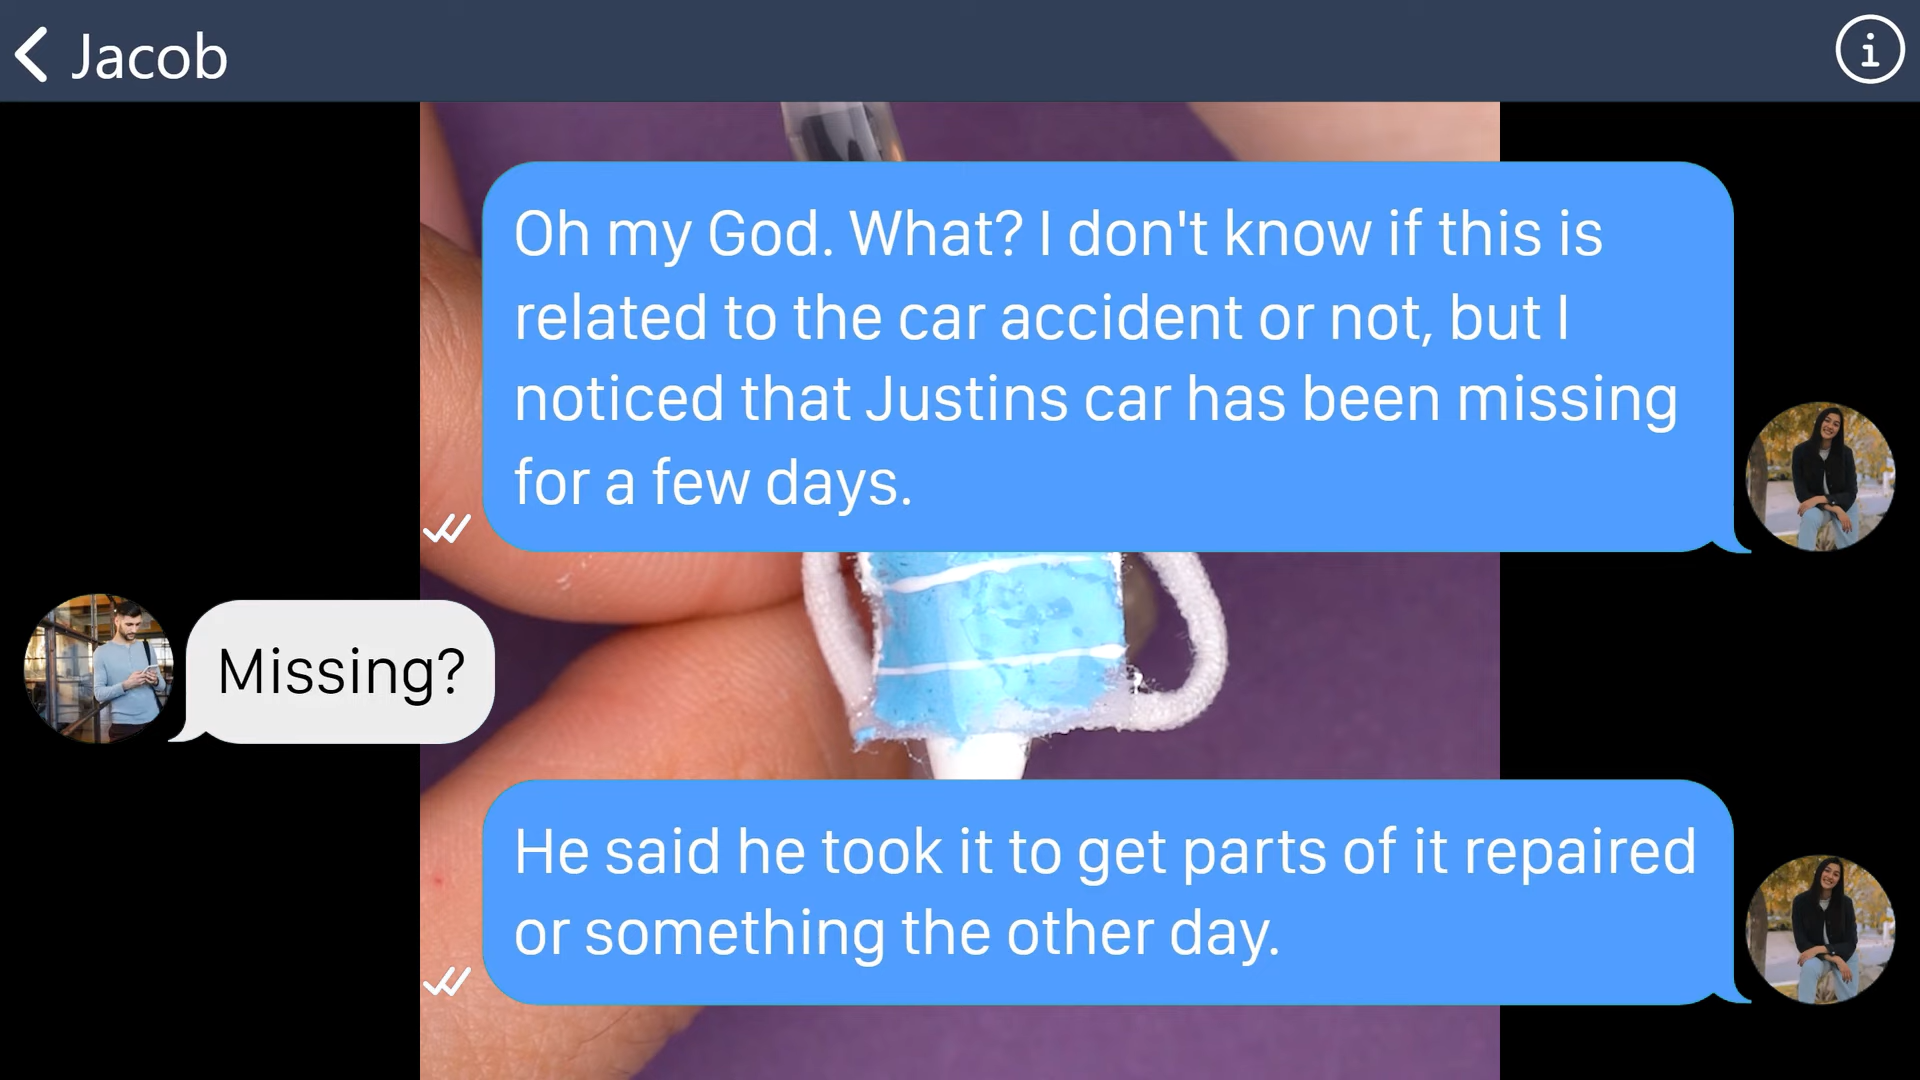 Jacob
Oh my God. What? I don't know if this is
related to the car accident or not, but I
noticed that Justins car has been missing
for a few days.
Missing?
He said he took it to get parts of it repaired
or something the other day.